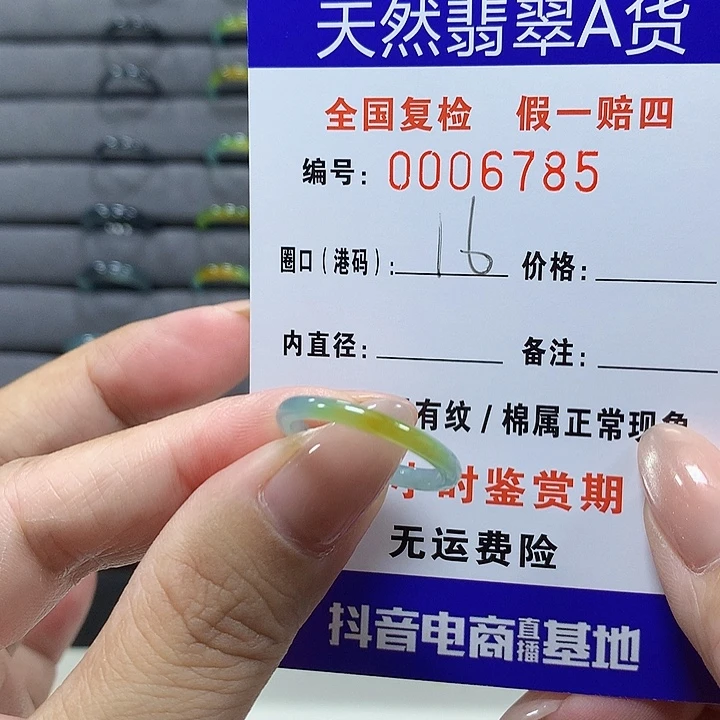 天然翡翠A货
全国复检 假一赔四
编号: 0006785
圈口(港码): 16 价格:
内直径: 备注:
有纹/棉属正常现象
小时鉴赏期
无运费险
抖音电商直播基地